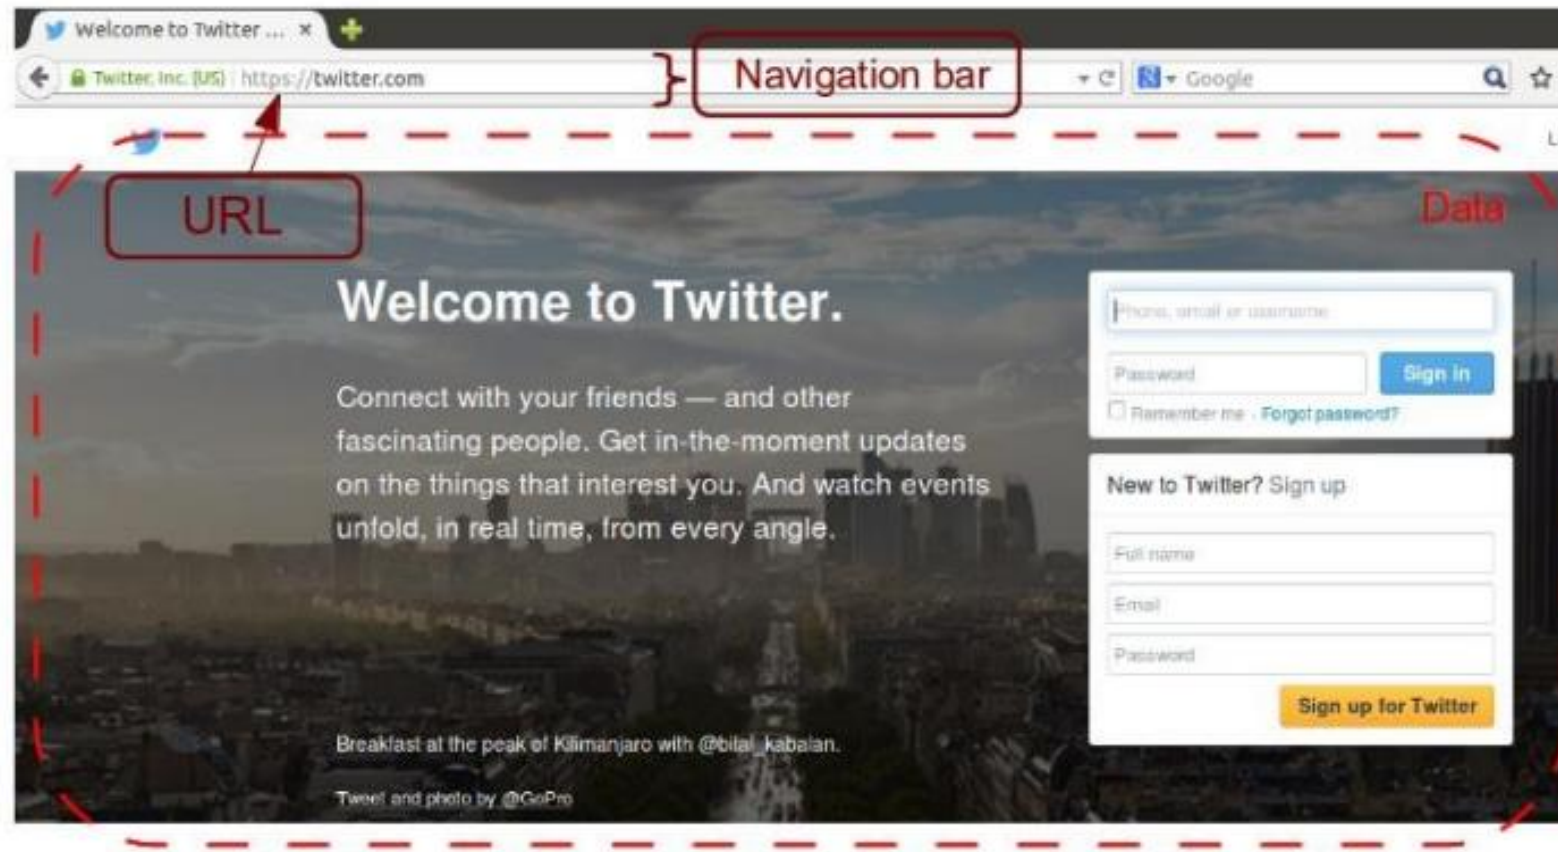 Welcome to Twitter ... ×
Twitter, Inc. (US) https://twitter.com
Navigation bar
Google
L
URL
Data
Welcome to Twitter.
Connect with your friends — and other
fascinating people. Get in-the-moment updates
on the things that interest you. And watch events
unfold, in real time, from every angle.
Breakfast at the peak of Kilimanjaro with @bilal_kabalan.
Tweet and photo by @GoPro
Phone, email or username
Password
Sign in
Remember me · Forgot password?
New to Twitter? Sign up
Full name
Email
Password
Sign up for Twitter